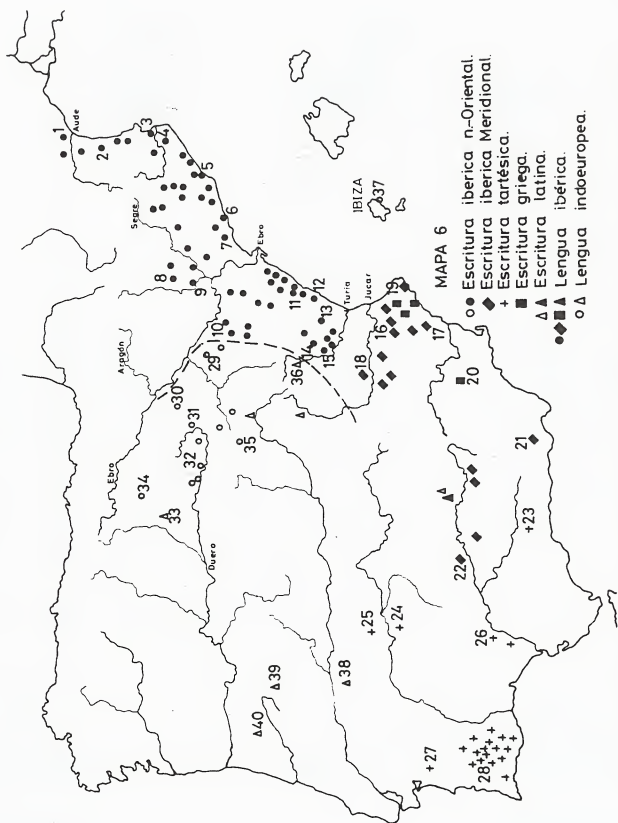 MAPA 6
Escritura iberica n-Oriental.
Escritura iberica Meridional.
Escritura tartésica.
Escritura griega.
Escritura latina.
Lengua ibérica.
Lengua indoeuropea.
Aude
Segre
Ebro
Aragón
Ebro
Duero
Turia
Jucar
IBIZA
1
2
3
4
5
6
7
8
9
10
11
12
13
14
15
16
17
18
19
20
21
22
23
24
25
26
27
28
29
30
31
32
33
34
35
36
37
38
39
40